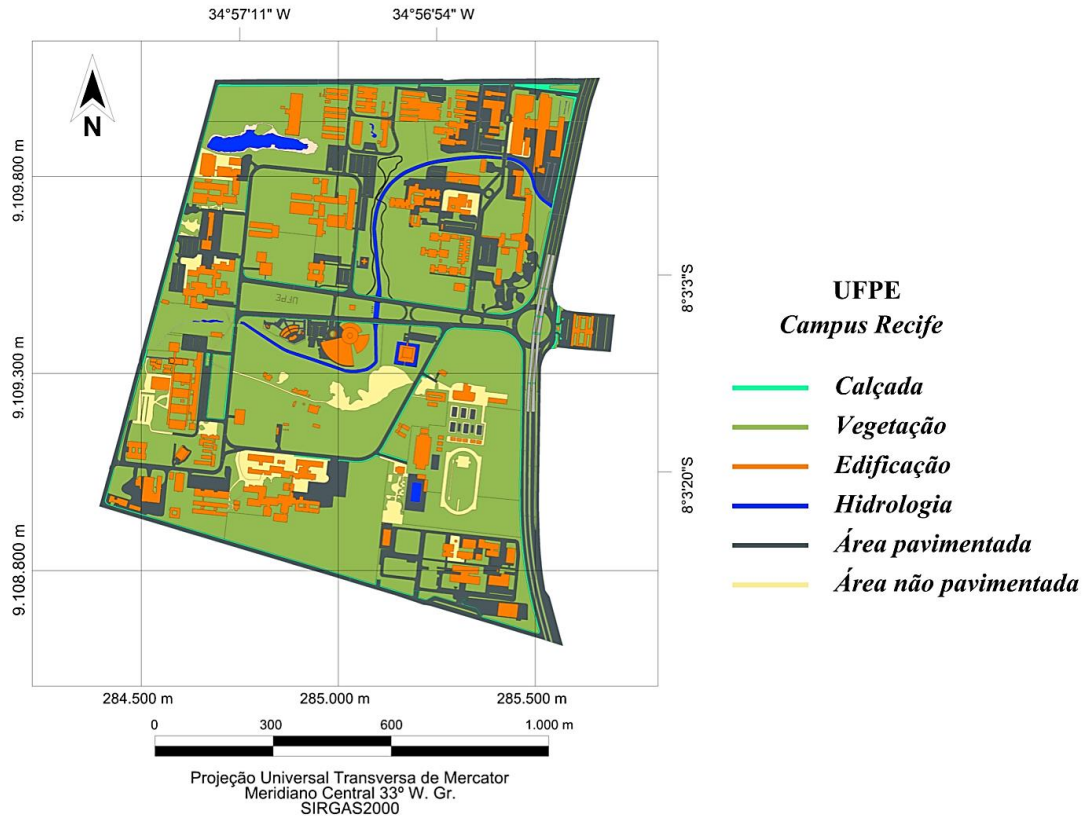 34°57'11" W
34°56'54" W
N
9.109.800 m
9.109.300 m
9.108.800 m
UFPE
8°3'3"S
8°3'20"S
284.500 m
285.000 m
285.500 m
0
300
600
1.000 m
Projeção Universal Transversa de Mercator
Meridiano Central 33º W. Gr.
SIRGAS2000
UFPE
Campus Recife
Calçada
Vegetação
Edificação
Hidrologia
Área pavimentada
Área não pavimentada